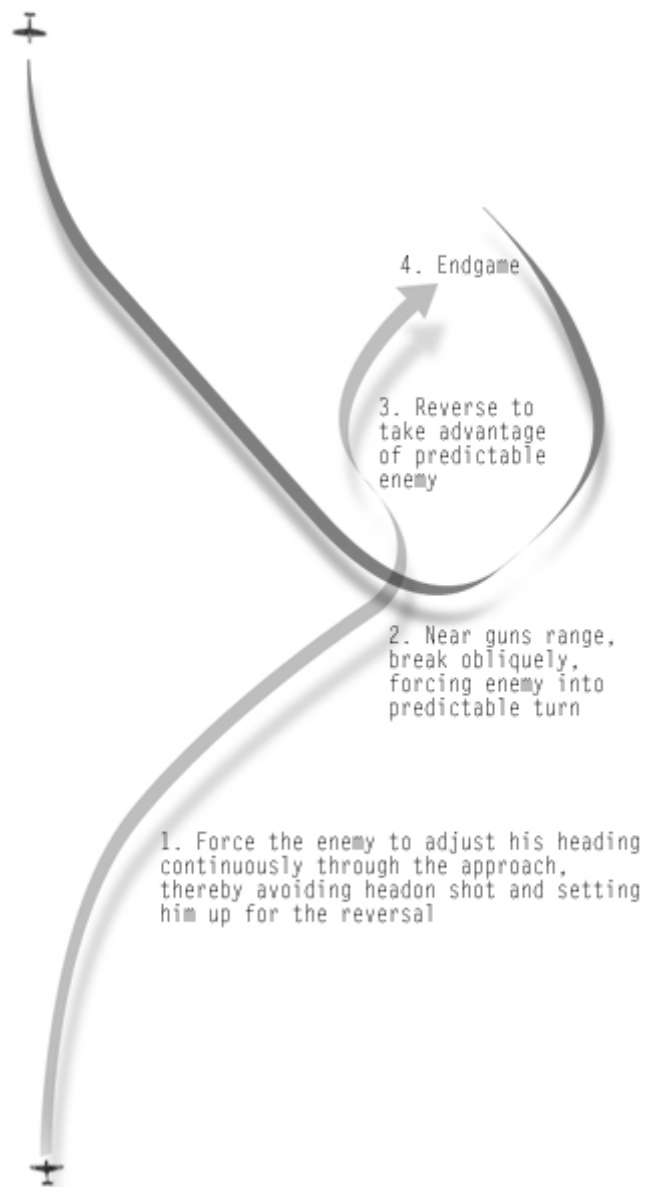 4. Endgame
3. Reverse to
take advantage
of predictable
enemy
2. Near guns range,
break obliquely,
forcing enemy into
predictable turn
1. Force the enemy to adjust his heading
continuously through the approach,
thereby avoiding headon shot and setting
him up for the reversal